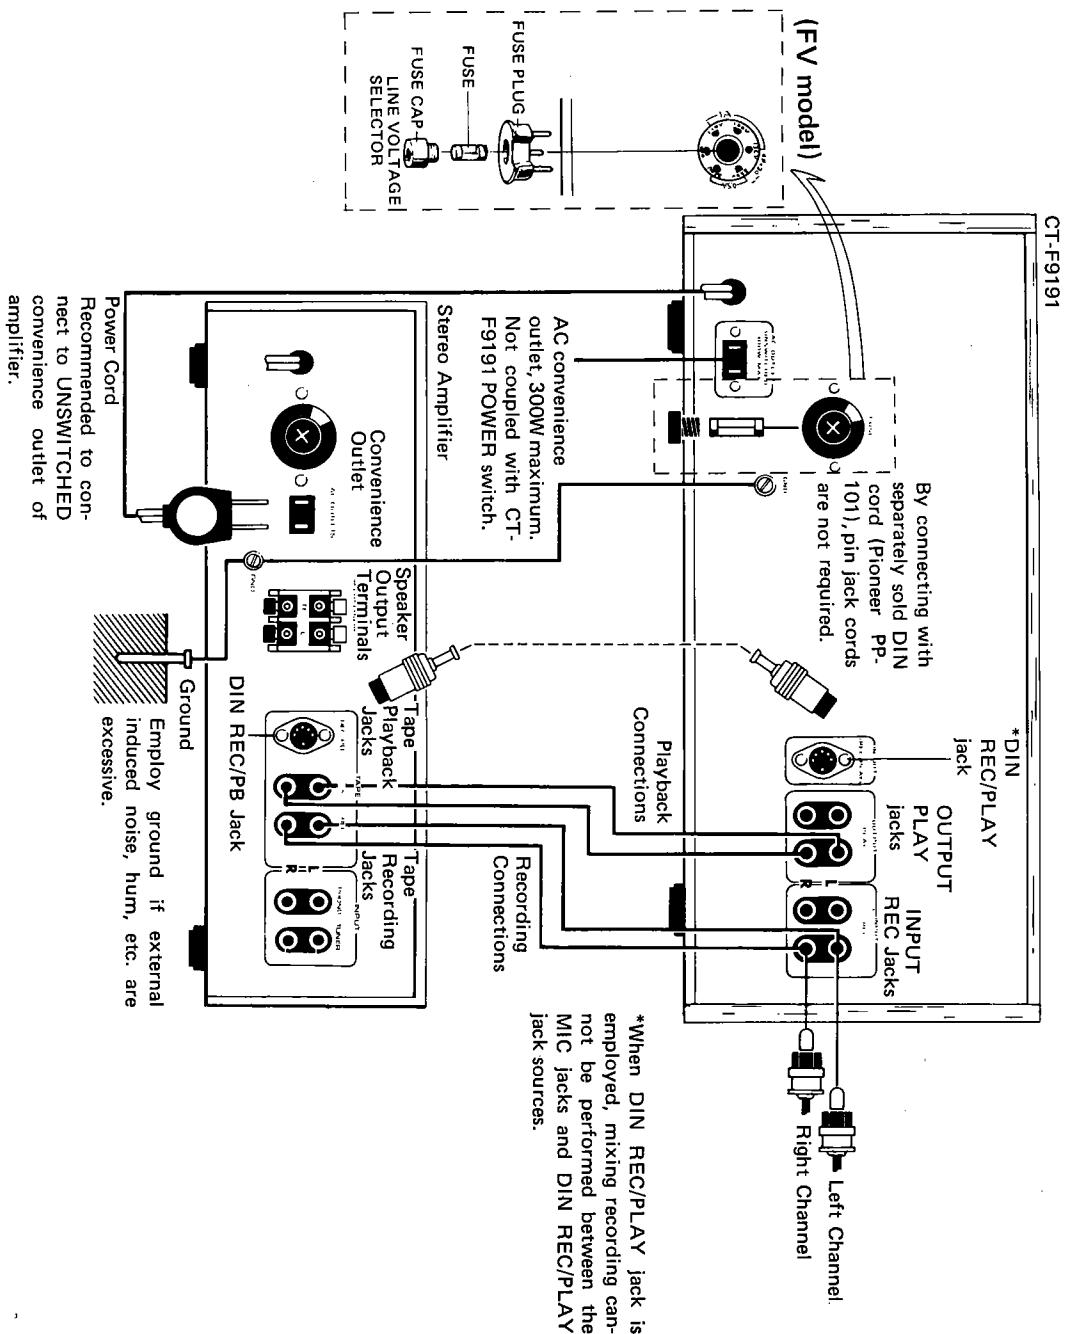 CT-F9191
(FV model)
FUSE PLUG
FUSE
FUSE CAP
LINE VOLTAGE
SELECTOR
FUSE
GND
By connecting with
separately sold DIN
cord (Pioneer PP-
101), pin jack cords
are not required.
*DIN
REC/PLAY
jack
OUTPUT
PLAY
jacks
INPUT
REC Jacks
L
R
Left Channel
Right Channel
AC convenience
outlet, 300W maximum.
Not coupled with CT-
F9191 POWER switch.
Playback
Connections
Recording
Connections
*When DIN REC/PLAY jack is
employed, mixing recording can-
not be performed between the
MIC jacks and DIN REC/PLAY
jack sources.
Stereo Amplifier
Convenience
Outlet
Speaker
Output
Terminals
Tape
Playback
Jacks
Tape
Recording
Jacks
TAPE
L
R
INPUT
TUNER
GND
DIN REC/PB Jack
Power Cord
Recommended to con-
nect to UNSWITCHED
convenience outlet of
amplifier.
Ground
Employ ground if external
induced noise, hum, etc. are
excessive.